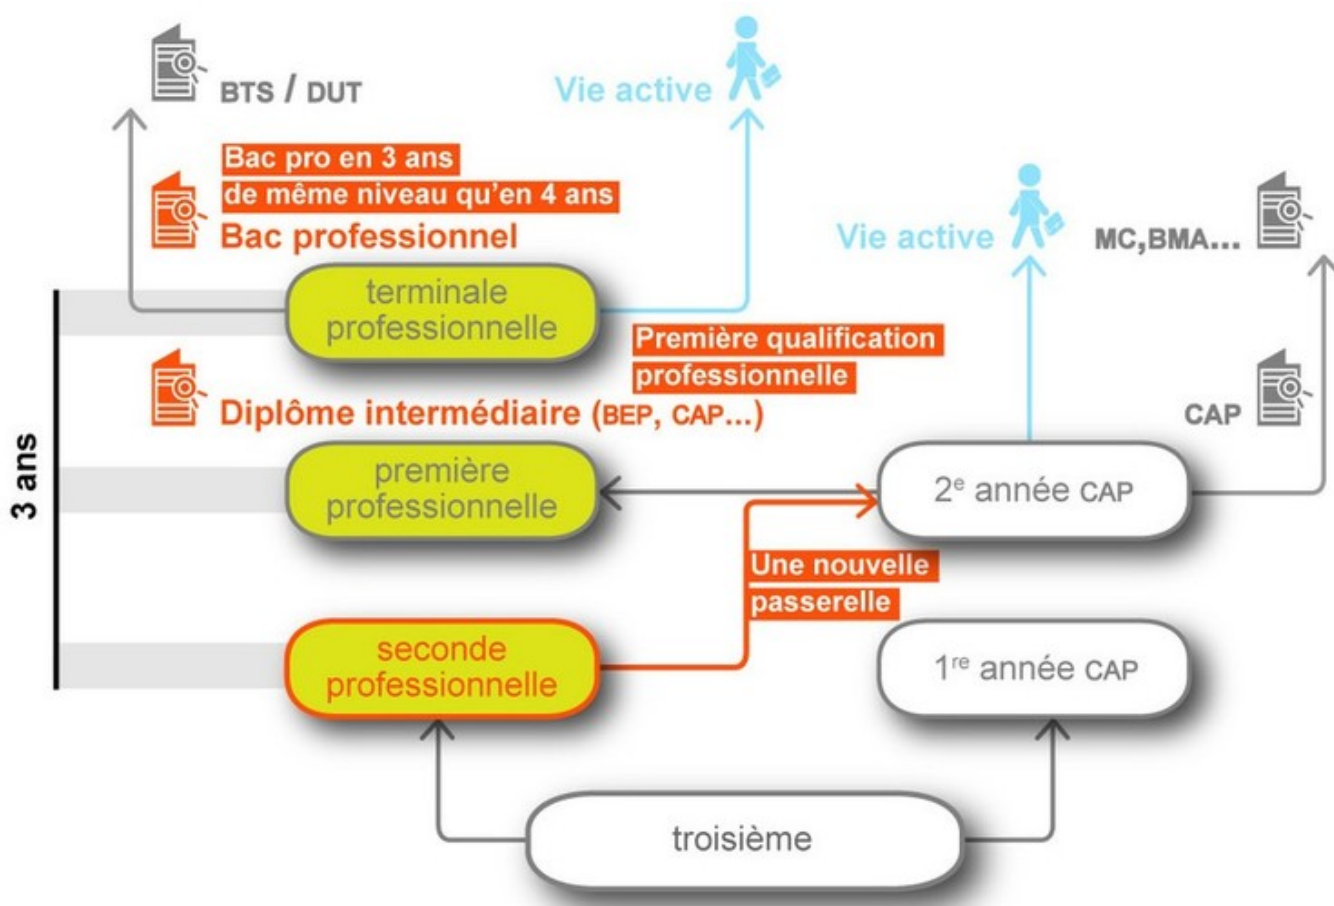 BTS / DUT
Vie active
Bac pro en 3 ans
de même niveau qu'en 4 ans
Bac professionnel
Vie active
MC,BMA...
terminale
professionnelle
Première qualification
professionnelle
Diplôme intermédiaire (BEP, CAP...)
CAP
3 ans
première
professionnelle
2e année CAP
Une nouvelle
passerelle
seconde
professionnelle
1re année CAP
troisième